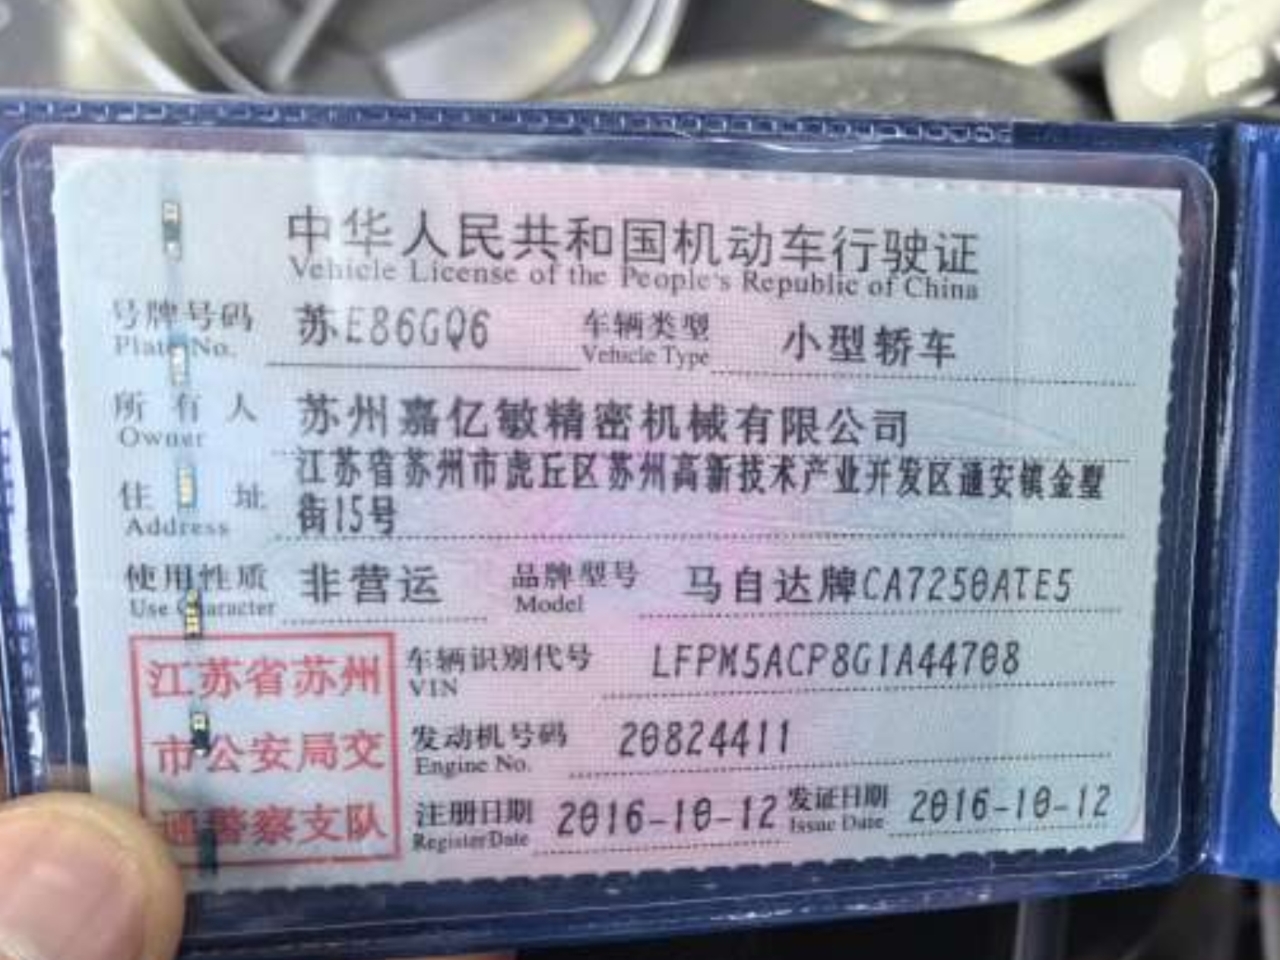 中华人民共和国机动车行驶证
Vehicle License of the People's Republic of China
号牌号码 苏E86GQ6 车辆类型 小型轿车
Plate No. Vehicle Type
所有人 苏州嘉亿敏精密机械有限公司
Owner
住址 江苏省苏州市虎丘区苏州高新技术产业开发区通安镇金墅
街15号
Address
使用性质 非营运 品牌型号 马自达牌CA7250ATE5
Use Character Model
江苏省苏州
市公安局交
通警察支队
车辆识别代号 LFPM5ACP8G1A44708
VIN
发动机号码 20824411
Engine No.
注册日期 2016-10-12 发证日期 2016-10-12
Register Date Issue Date